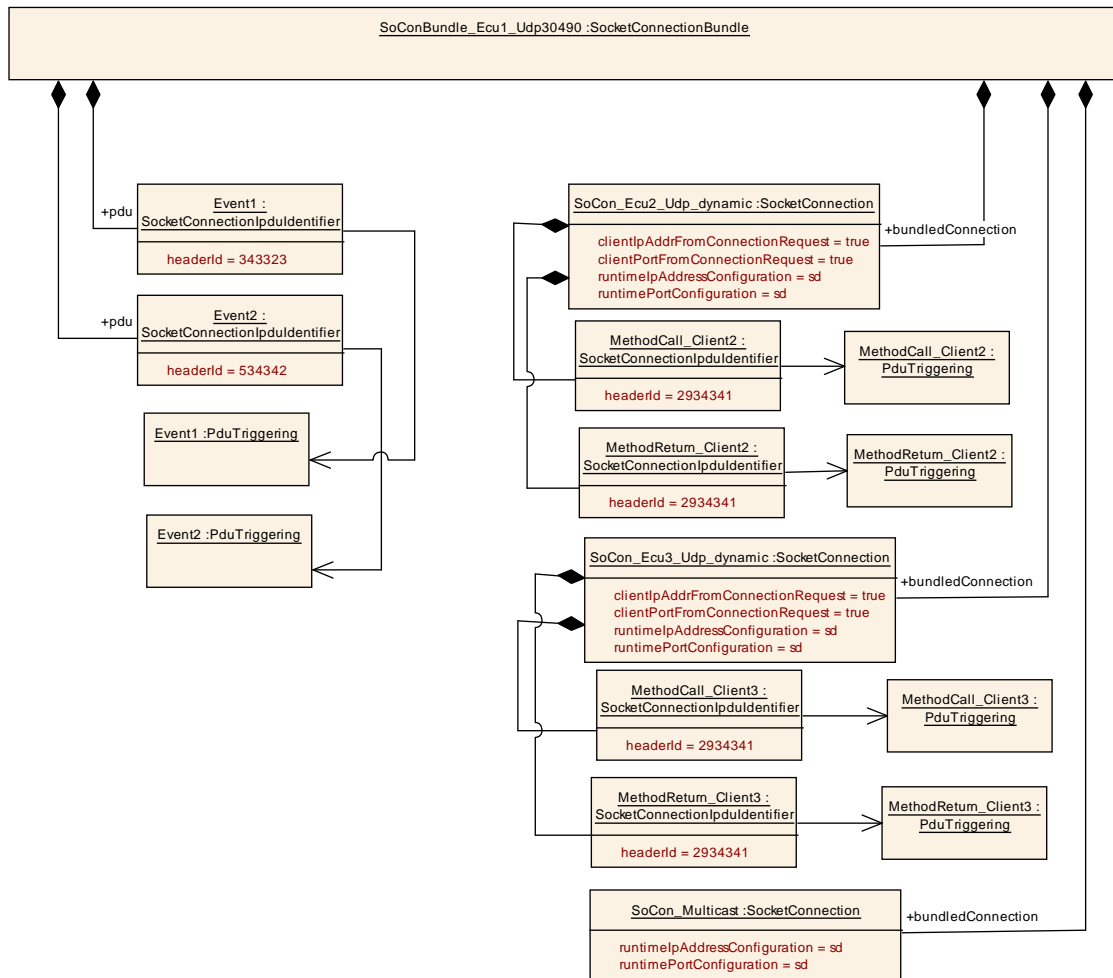 SoConBundle_Ecu1_Udp30490 :SocketConnectionBundle
+pdu
Event1 :
SocketConnectionIpduIdentifier
headerId = 343323
+pdu
Event2 :
SocketConnectionIpduIdentifier
headerId = 534342
Event1 :PduTriggering
Event2 :PduTriggering
SoCon_Ecu2_Udp_dynamic :SocketConnection
clientIpAddrFromConnectionRequest = true
clientPortFromConnectionRequest = true
runtimeIpAddressConfiguration = sd
runtimePortConfiguration = sd
+bundledConnection
MethodCall_Client2 :
SocketConnectionIpduIdentifier
headerId = 2934341
MethodCall_Client2 :
PduTriggering
MethodReturn_Client2 :
SocketConnectionIpduIdentifier
headerId = 2934341
MethodReturn_Client2 :
PduTriggering
SoCon_Ecu3_Udp_dynamic :SocketConnection
clientIpAddrFromConnectionRequest = true
clientPortFromConnectionRequest = true
runtimeIpAddressConfiguration = sd
runtimePortConfiguration = sd
+bundledConnection
MethodCall_Client3 :
SocketConnectionIpduIdentifier
headerId = 2934341
MethodCall_Client3 :
PduTriggering
MethodReturn_Client3 :
SocketConnectionIpduIdentifier
headerId = 2934341
MethodReturn_Client3 :
PduTriggering
SoCon_Multicast :SocketConnection
runtimeIpAddressConfiguration = sd
runtimePortConfiguration = sd
+bundledConnection